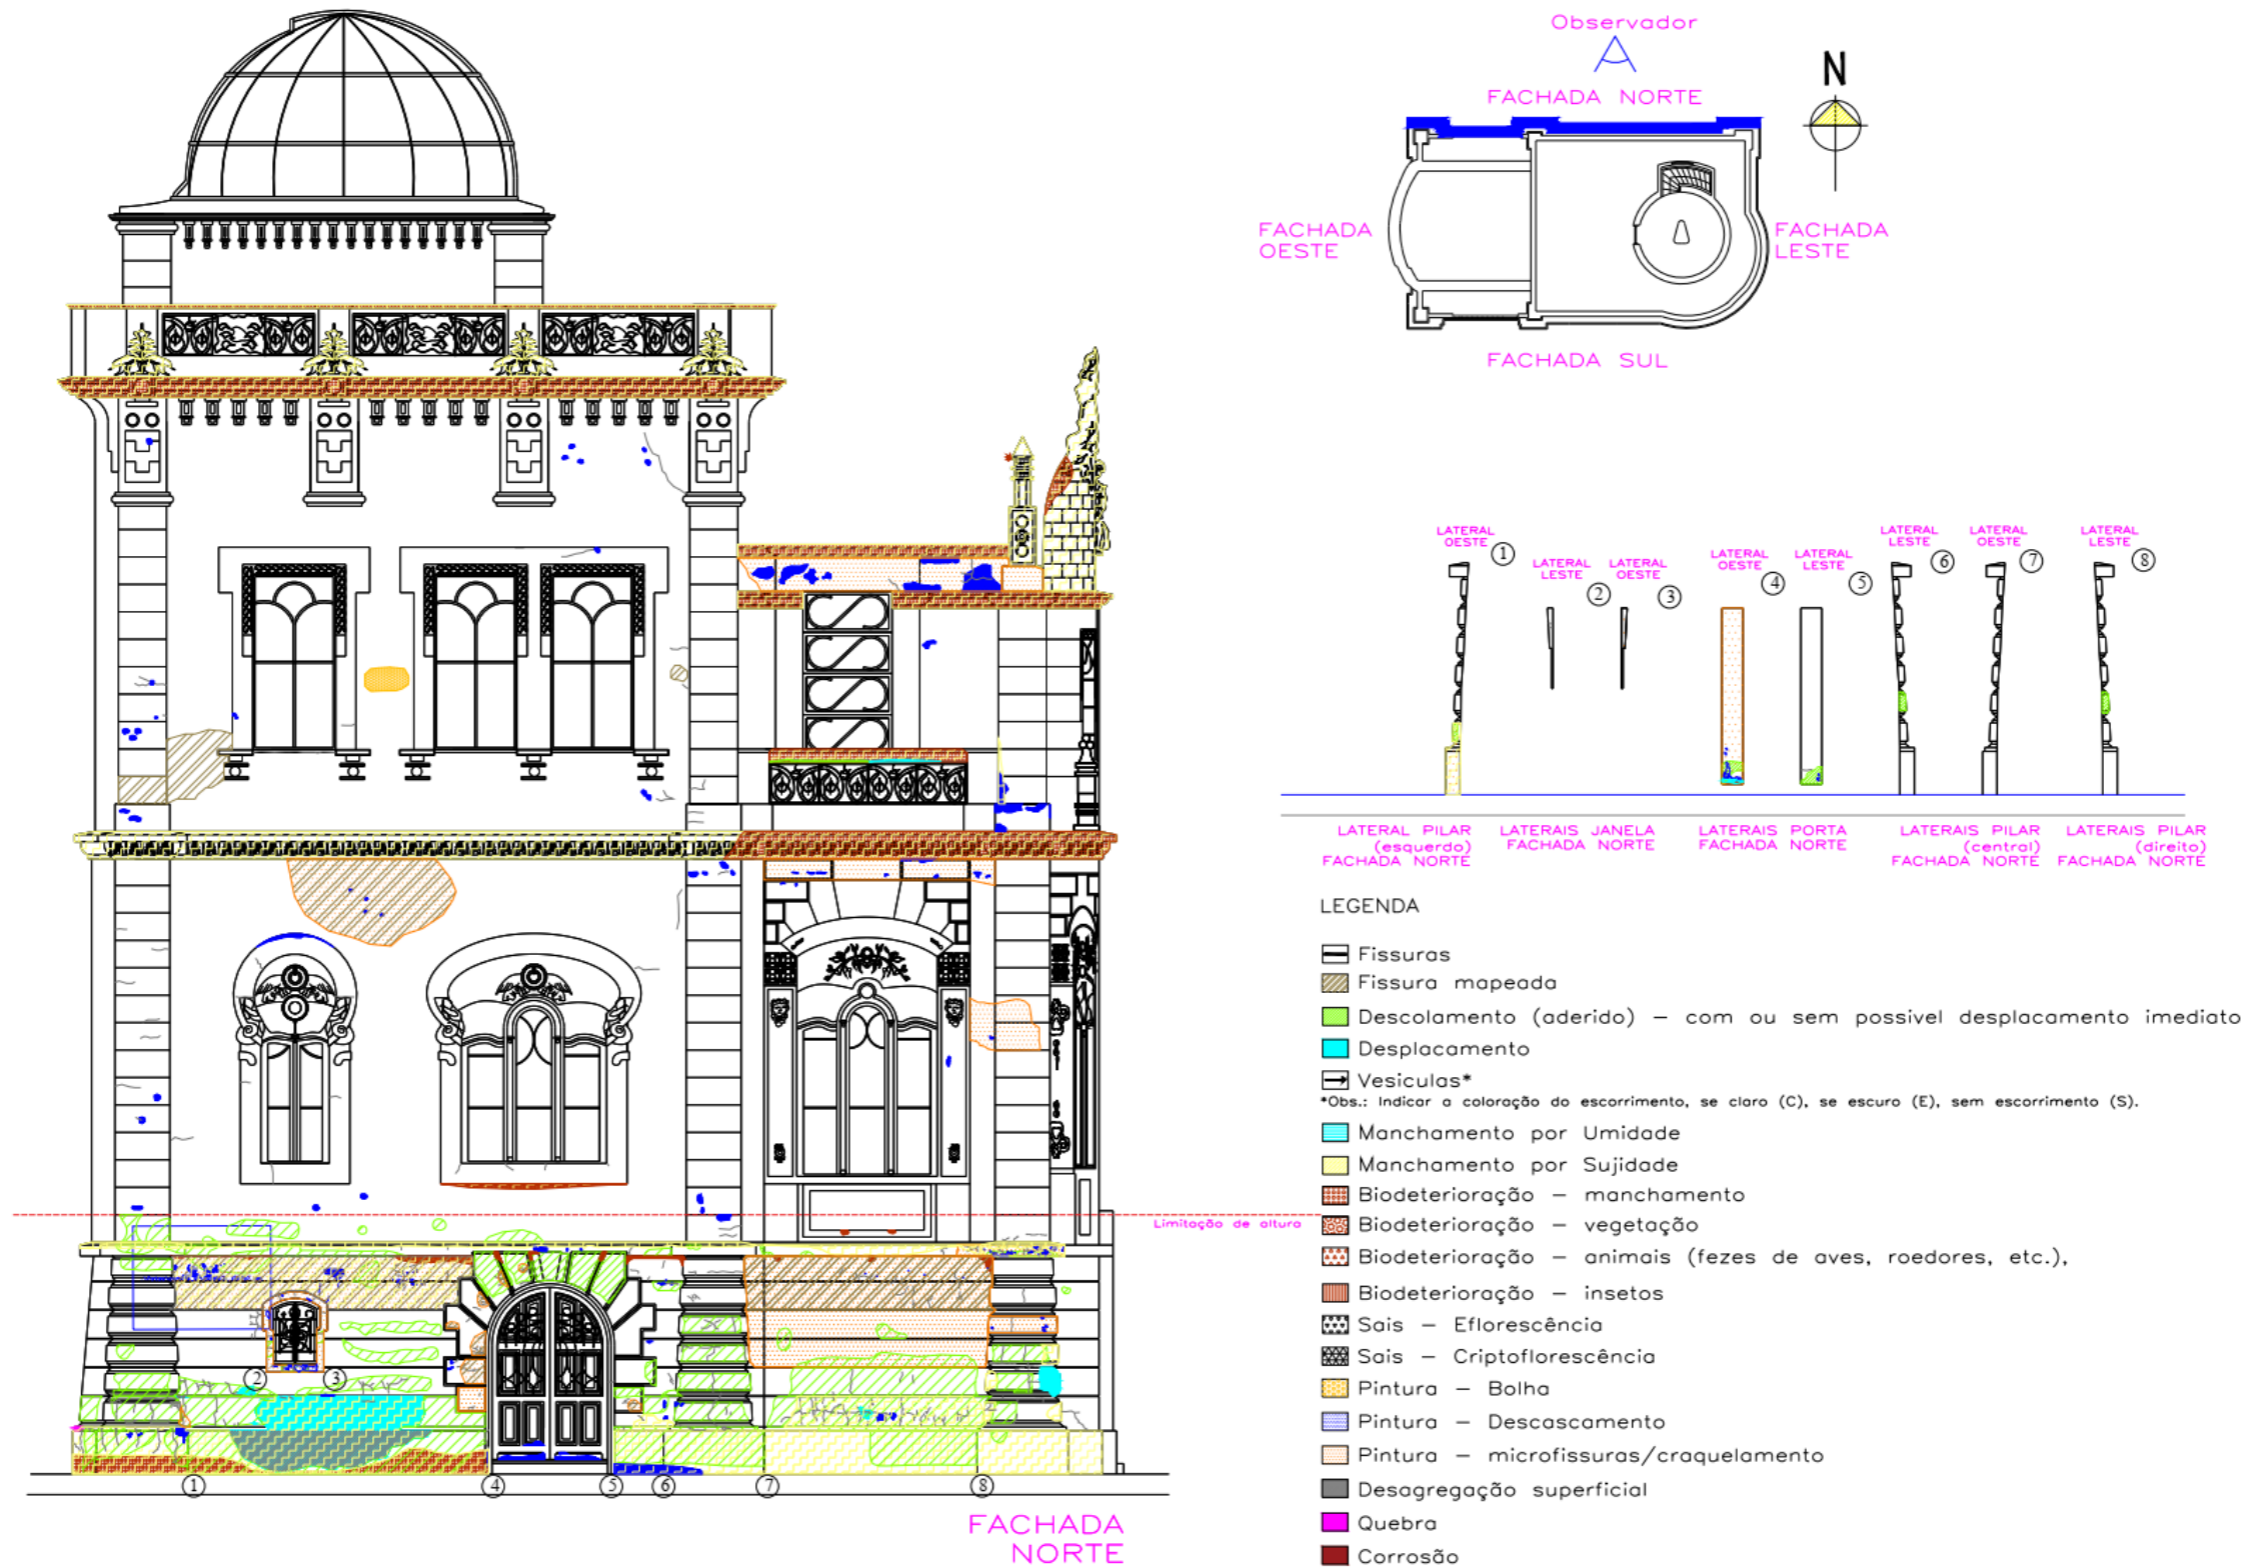 Observador
FACHADA NORTE
N
FACHADA
OESTE
FACHADA
LESTE
FACHADA SUL
LATERAL
OESTE
1
LATERAL
LESTE
2
LATERAL
OESTE
3
LATERAL
OESTE
4
LATERAL
LESTE
5
LATERAL
LESTE
6
LATERAL
OESTE
7
LATERAL
LESTE
8
LATERAL PILAR
(esquerdo)
FACHADA NORTE
LATERAIS JANELA
FACHADA NORTE
LATERAIS PORTA
FACHADA NORTE
LATERAIS PILAR
(central)
FACHADA NORTE
LATERAIS PILAR
(direito)
FACHADA NORTE
LEGENDA
Fissuras
Fissura mapeada
Descolamento (aderido) – com ou sem possivel desplacamento imediato
Desplacamento
Vesiculas*
*Obs.: Indicar a coloração do escorrimento, se claro (C), se escuro (E), sem escorrimento (S).
Manchamento por Umidade
Manchamento por Sujidade
Biodeterioração – manchamento
Biodeterioração – vegetação
Biodeterioração – animais (fezes de aves, roedores, etc.),
Biodeterioração – insetos
Sais – Eflorescência
Sais – Criptoflorescência
Pintura – Bolha
Pintura – Descascamento
Pintura – microfissuras/craquelamento
Desagregação superficial
Quebra
Corrosão
Limitação de altura
2
3
1
4
5
6
7
8
FACHADA
NORTE